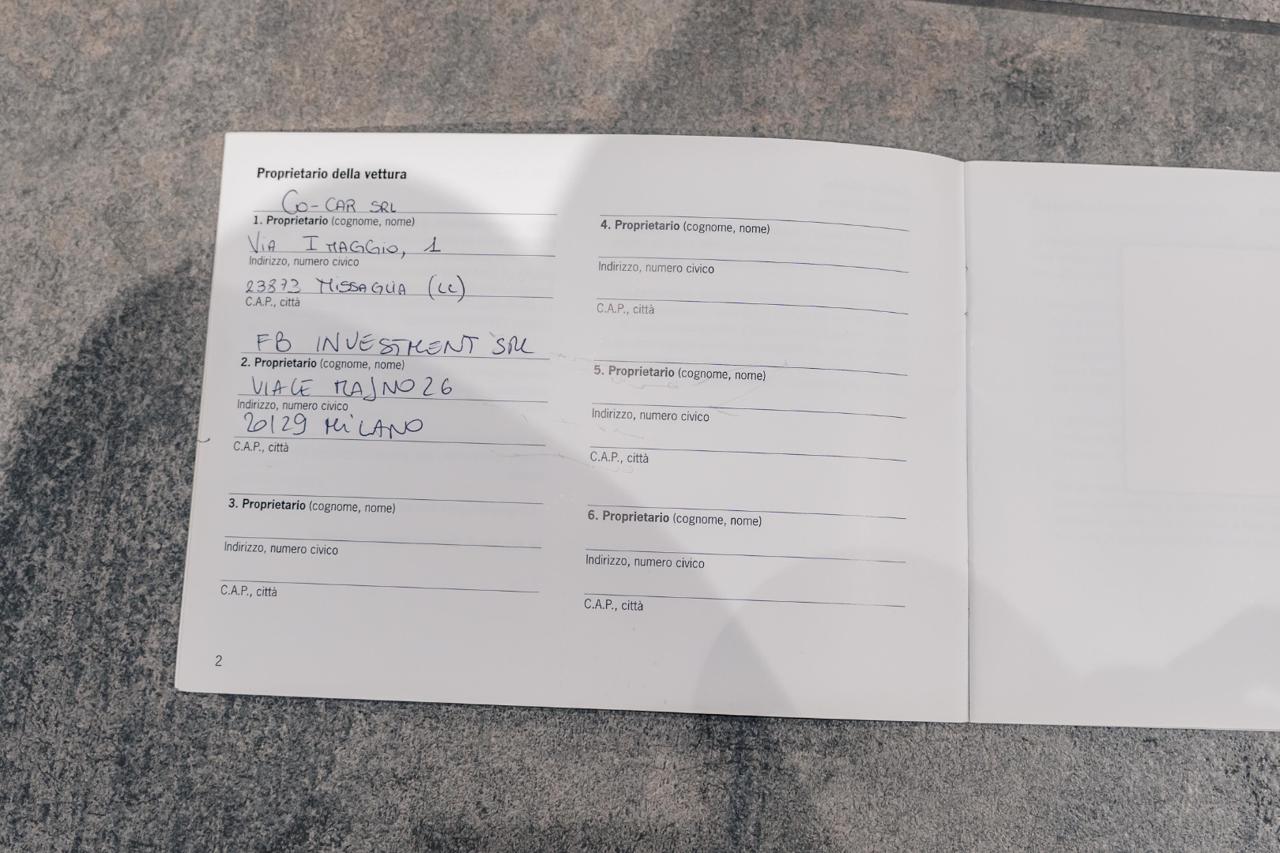 Proprietario della vettura
GO-CAR SRL
1. Proprietario (cognome, nome)
VIA I MAGGIO, 1
Indirizzo, numero civico
23873 MISSAGLIA (LC)
C.A.P., città
FB INVESTMENT SRL
2. Proprietario (cognome, nome)
VIALE MAJNO 26
Indirizzo, numero civico
20129 MILANO
C.A.P., città
3. Proprietario (cognome, nome)
Indirizzo, numero civico
C.A.P., città
2
4. Proprietario (cognome, nome)
Indirizzo, numero civico
C.A.P., città
5. Proprietario (cognome, nome)
Indirizzo, numero civico
C.A.P., città
6. Proprietario (cognome, nome)
Indirizzo, numero civico
C.A.P., città